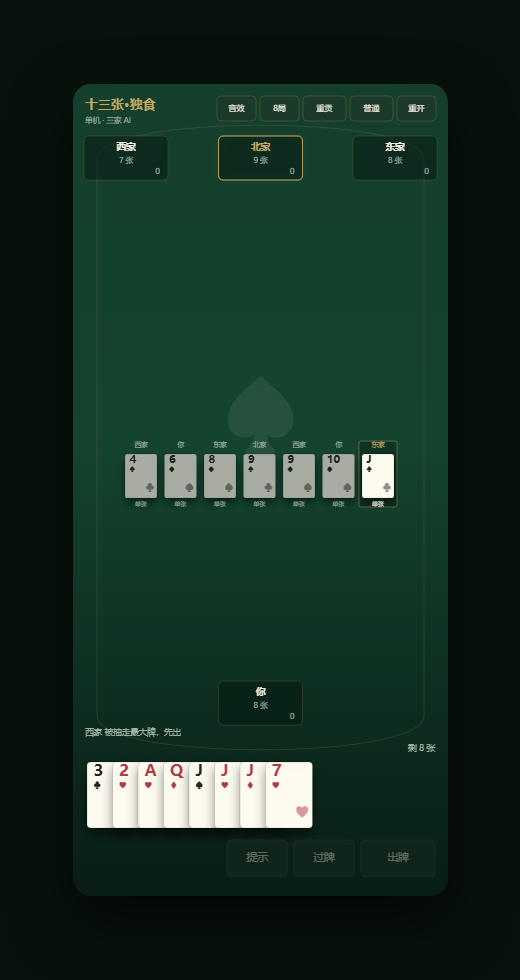 十三张·独食
单机 · 三家 AI
音效 8局 重贡 普通 重开
西家 北家 东家
7 张 9 张 8 张
0 0 0
西家 你 东家 北家 西家 你 东家
4 6 8 9 9 10 J
单张 单张 单张 单张 单张 单张 单张
你
8 张
0
西家 被抽走最大牌，先出
剩 8 张
3 2 A Q J J J 7
提示 过牌 出牌